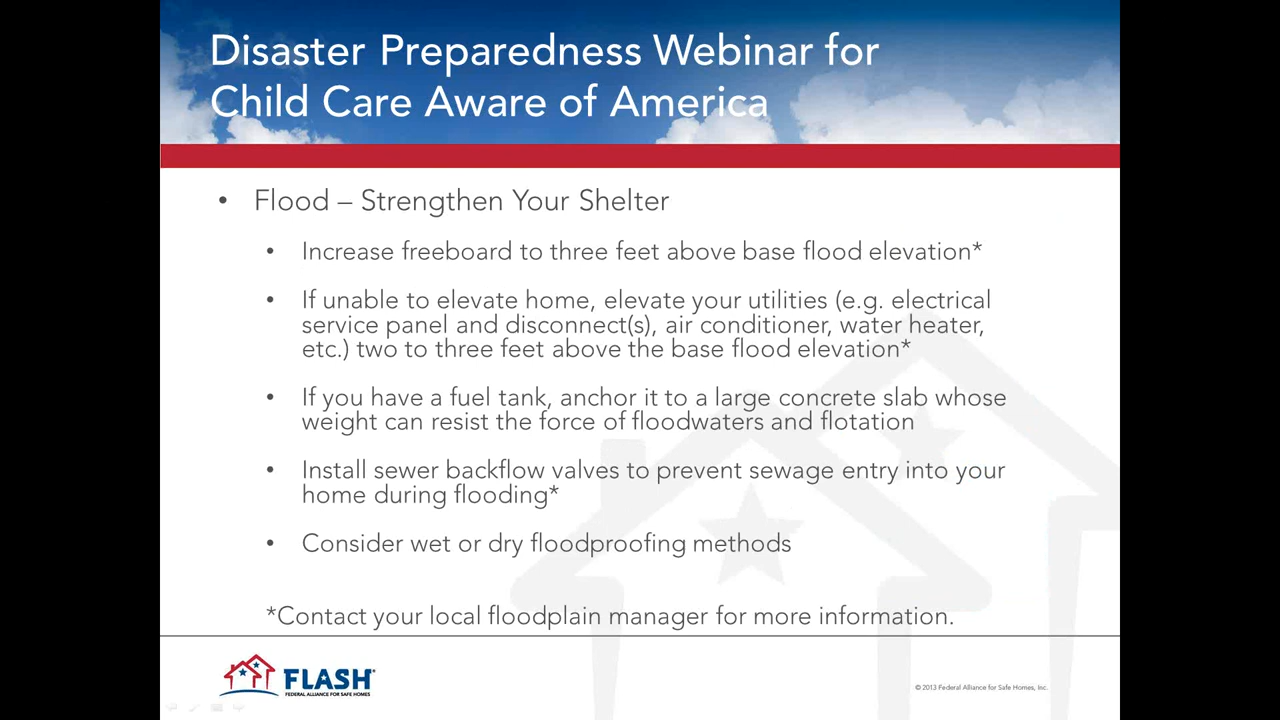 Disaster Preparedness Webinar for
Child Care Aware of America
• Flood – Strengthen Your Shelter
• Increase freeboard to three feet above base flood elevation*
• If unable to elevate home, elevate your utilities (e.g. electrical
service panel and disconnect(s), air conditioner, water heater,
etc.) two to three feet above the base flood elevation*
• If you have a fuel tank, anchor it to a large concrete slab whose
weight can resist the force of floodwaters and flotation
• Install sewer backflow valves to prevent sewage entry into your
home during flooding*
• Consider wet or dry floodproofing methods
*Contact your local floodplain manager for more information.
FLASH®
FEDERAL ALLIANCE FOR SAFE HOMES
© 2013 Federal Alliance for Safe Homes, Inc.